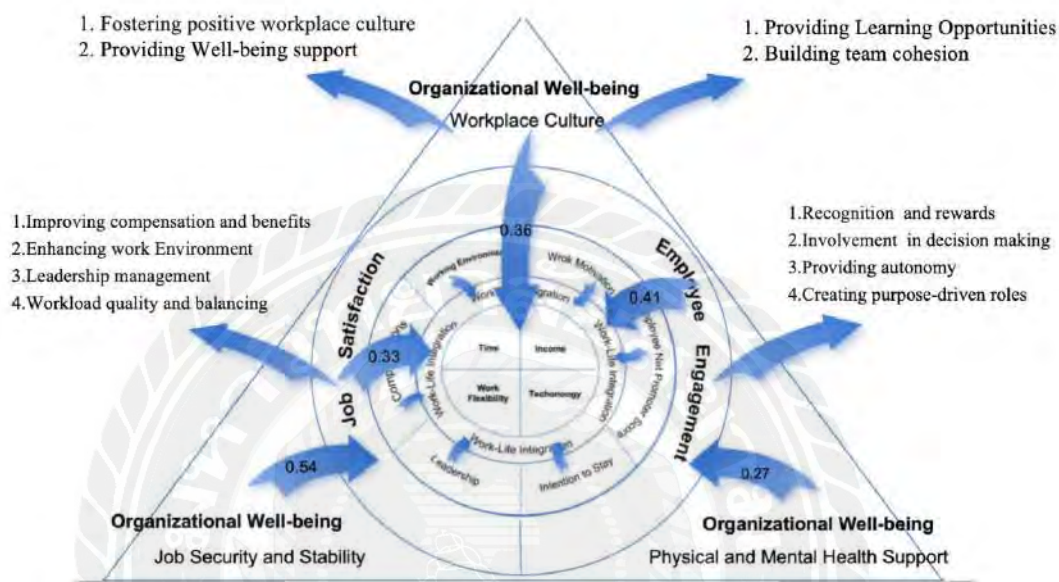 1. Fostering positive workplace culture
2. Providing Well-being support
1. Providing Learning Opportunities
2. Building team cohesion
Organizational Well-being
Workplace Culture
1.Improving compensation and benefits
2.Enhancing work Environment
3.Leadership management
4.Workload quality and balancing
1.Recognition and rewards
2.Involvement in decision making
3.Providing autonomy
4.Creating purpose-driven roles
0.36
Job Satisfaction
Employee Engagement
Wrok Motivation
0.41
0.33
Work-Life Integration
Work-Life Integration
Work-Life Integration
Time
Income
Work
Flexibility
Techonongy
Leadership
Intention to Stay
0.54
0.27
Organizational Well-being
Job Security and Stability
Organizational Well-being
Physical and Mental Health Support